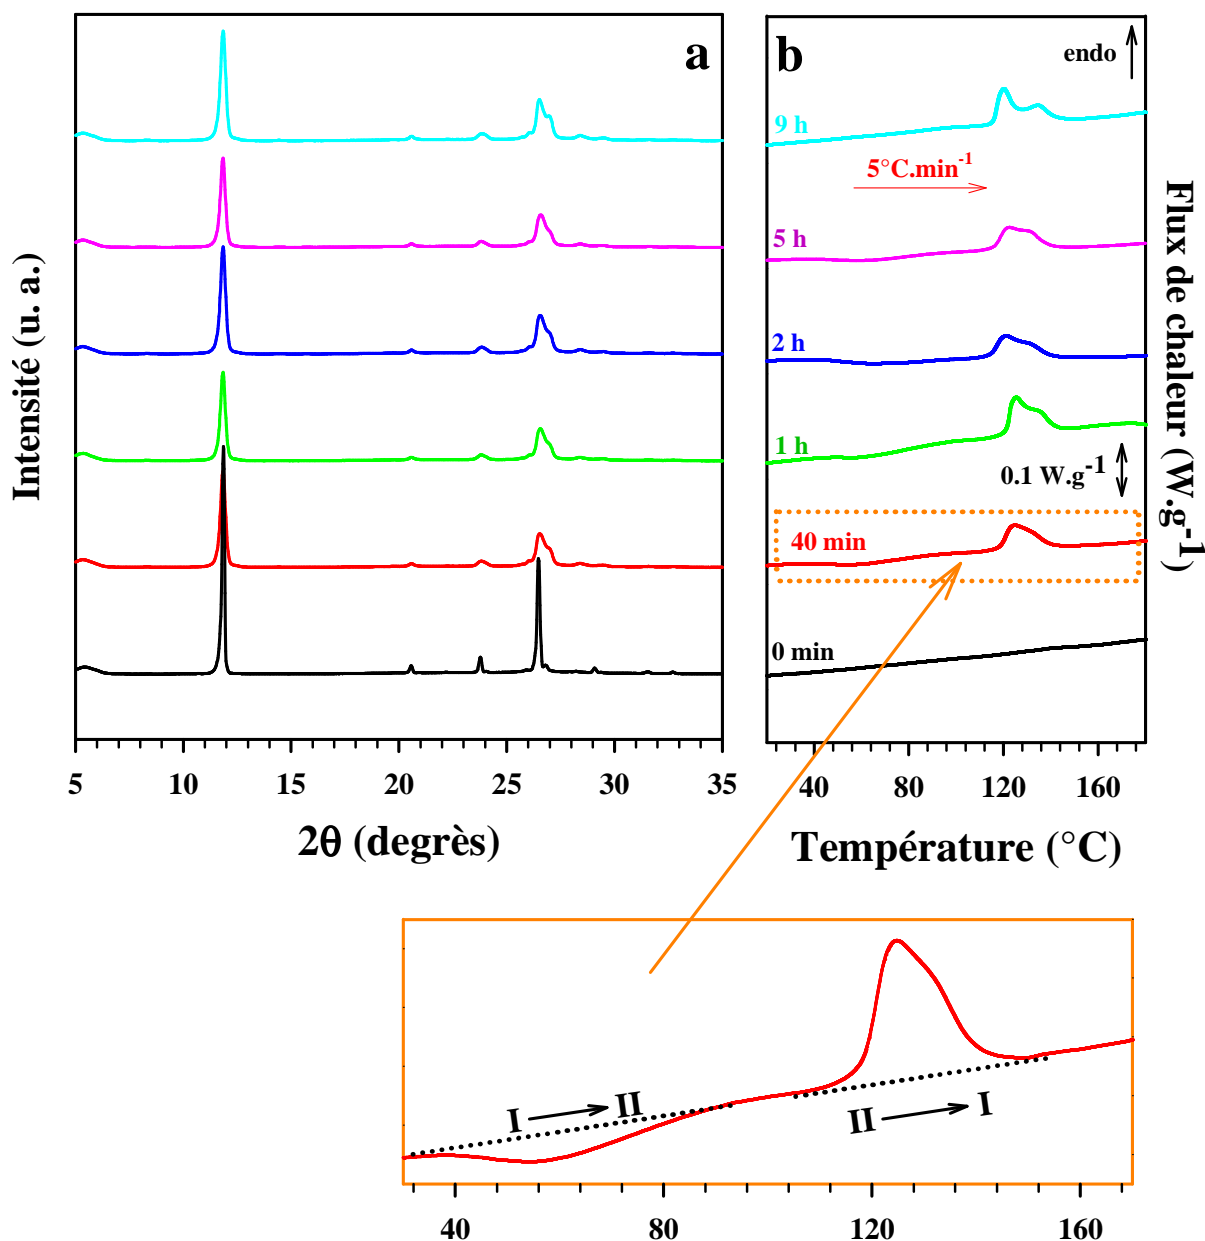 a
b
endo
9 h
5°C.min-1
5 h
2 h
1 h
0.1 W.g-1
40 min
0 min
Intensité (u. a.)
Flux de chaleur (W.g-1)
5 10 15 20 25 30 35
40 80 120 160
2θ (degrès)
Température (°C)
I II
II I
40 80 120 160